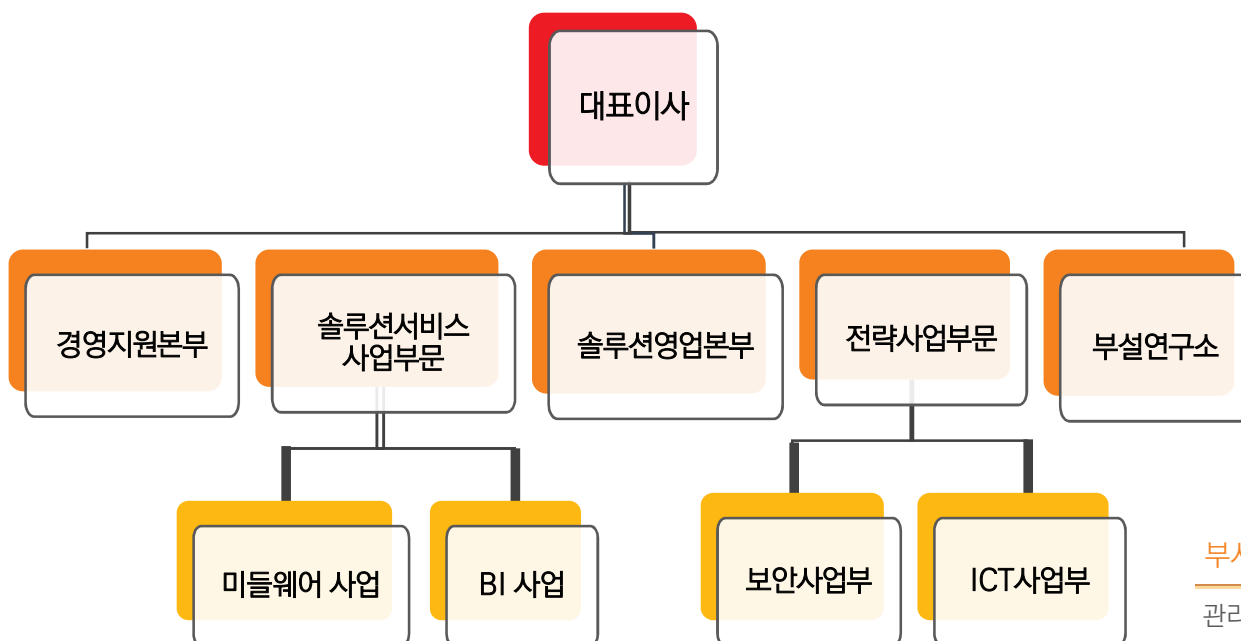 대표이사
경영지원본부
솔루션서비스
사업부문
솔루션영업본부
전략사업부문
부설연구소
미들웨어 사업
BI 사업
보안사업부
ICT사업부
관리